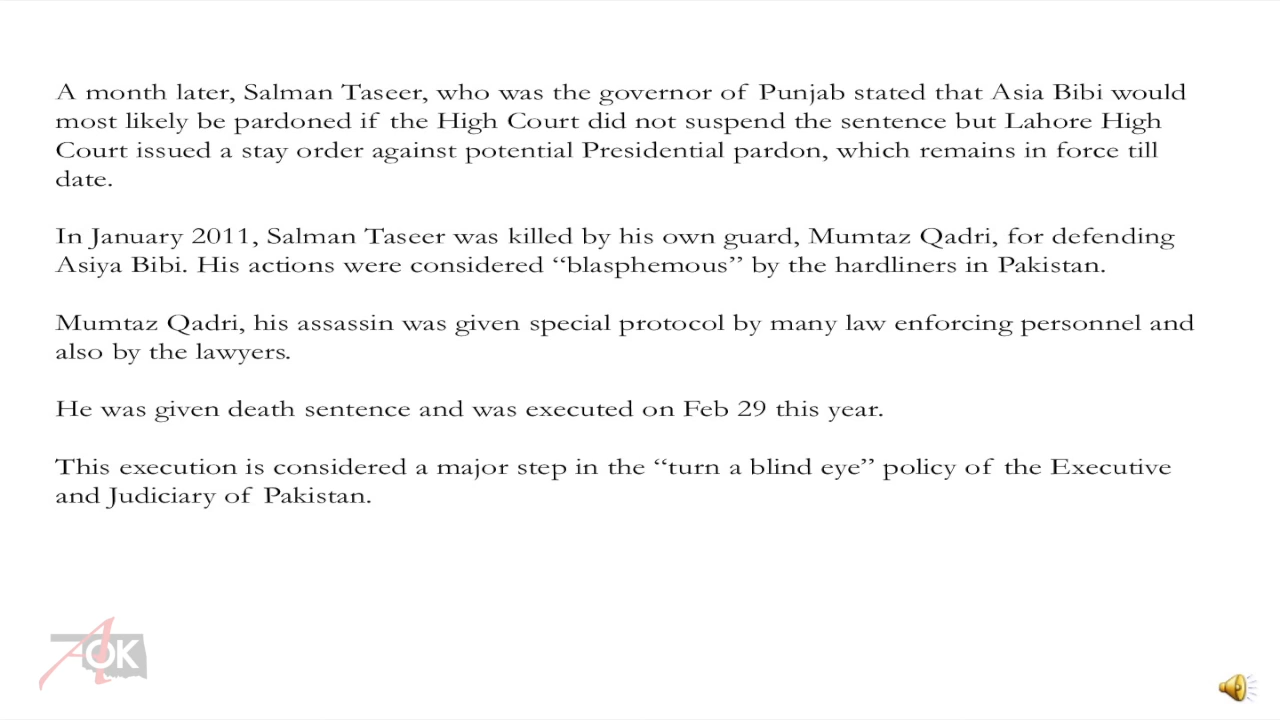 A month later, Salman Taseer, who was the governor of Punjab stated that Asia Bibi would
most likely be pardoned if the High Court did not suspend the sentence but Lahore High
Court issued a stay order against potential Presidential pardon, which remains in force till
date.
In January 2011, Salman Taseer was killed by his own guard, Mumtaz Qadri, for defending
Asiya Bibi. His actions were considered “blasphemous” by the hardliners in Pakistan.
Mumtaz Qadri, his assassin was given special protocol by many law enforcing personnel and
also by the lawyers.
He was given death sentence and was executed on Feb 29 this year.
This execution is considered a major step in the “turn a blind eye” policy of the Executive
and Judiciary of Pakistan.
AOK